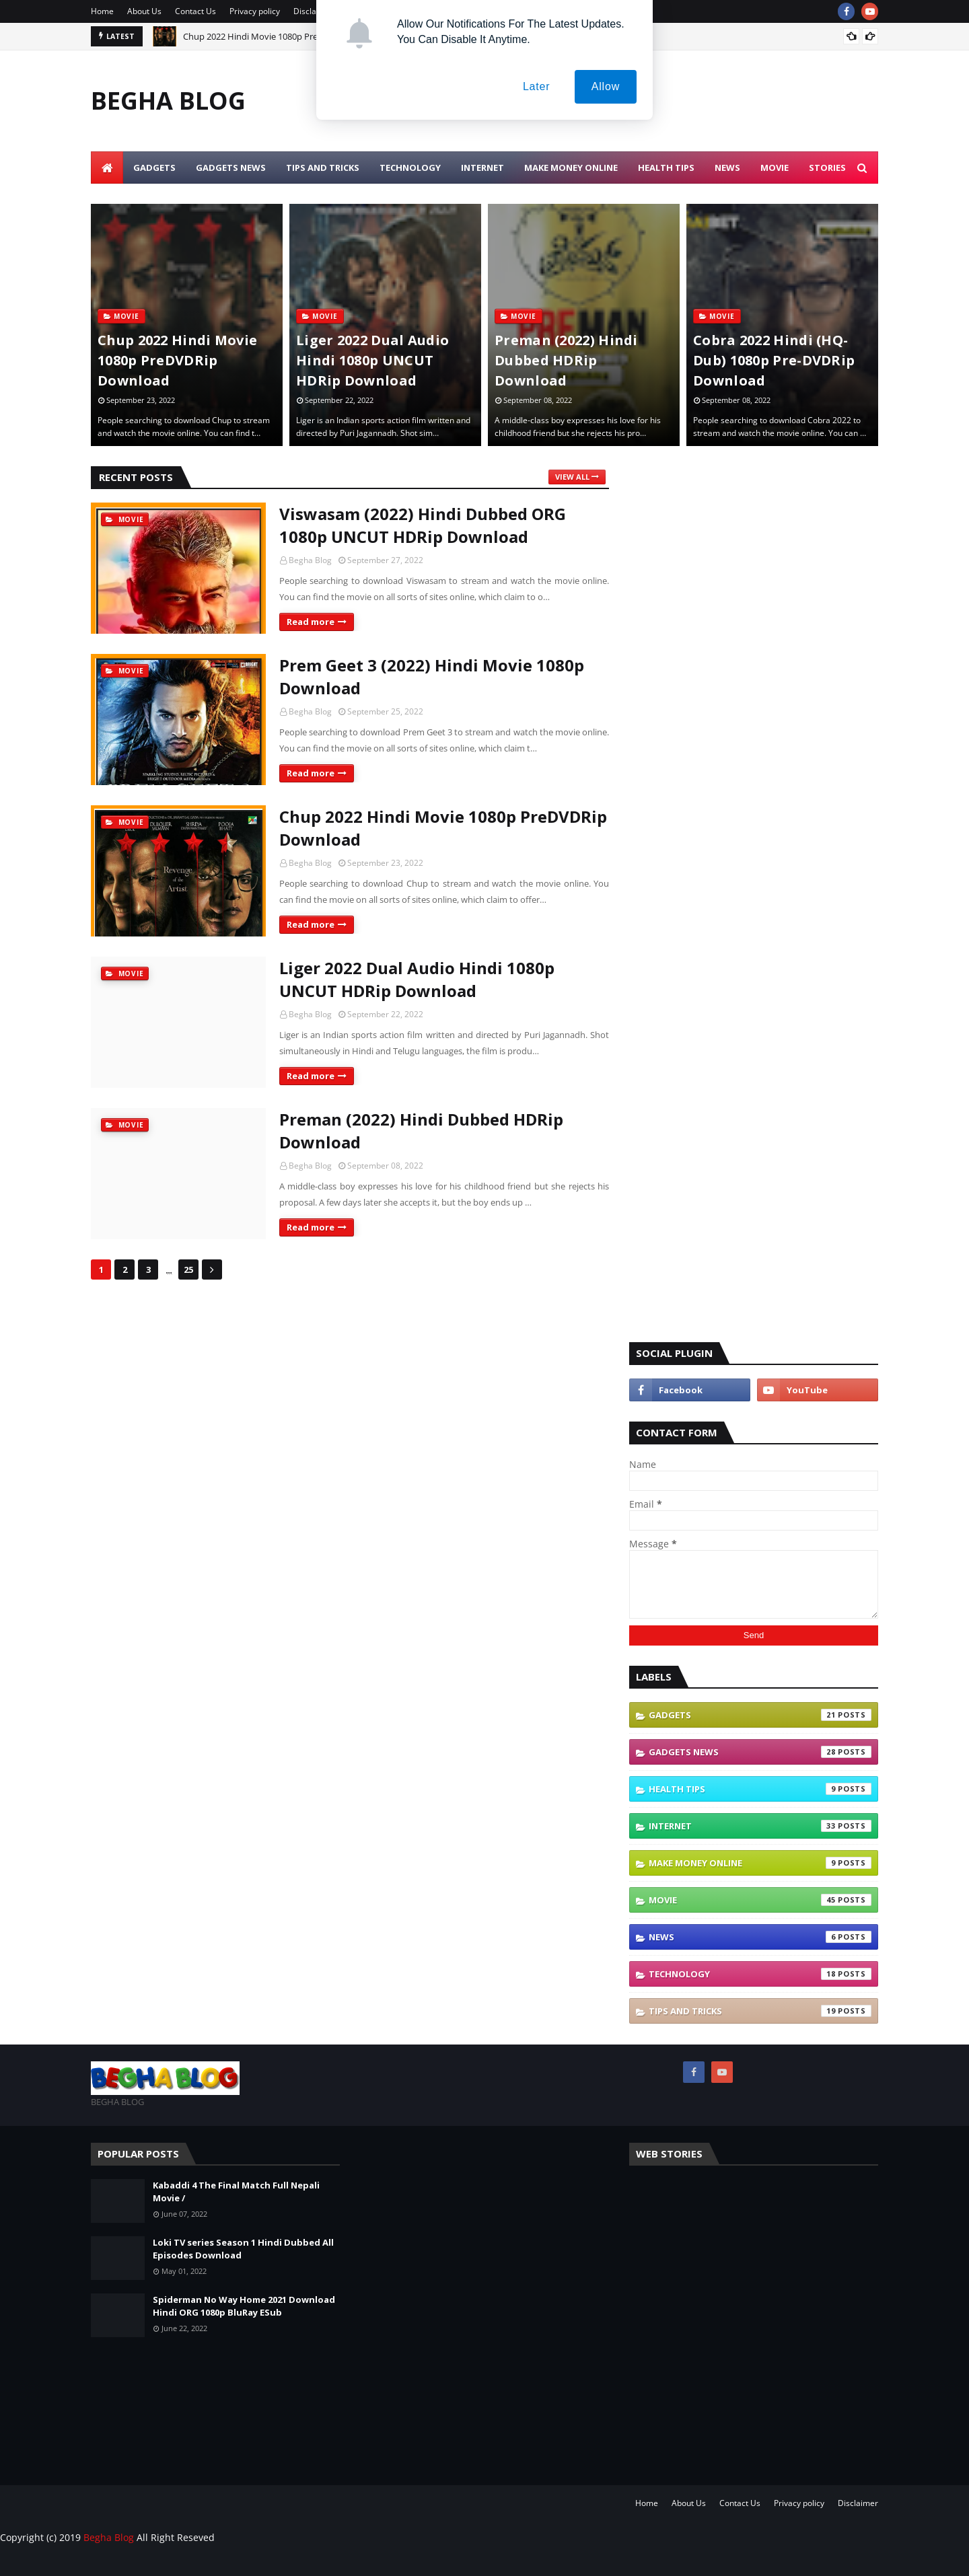 Home About Us Contact Us Privacy policy Discla
Allow Our Notifications For The Latest Updates.
You Can Disable It Anytime.
Later Allow
LATEST Chup 2022 Hindi Movie 1080p Pre
BEGHA BLOG
GADGETS GADGETS NEWS TIPS AND TRICKS TECHNOLOGY INTERNET MAKE MONEY ONLINE HEALTH TIPS NEWS MOVIE STORIES
MOVIE
Chup 2022 Hindi Movie
1080p PreDVDRip
Download
September 23, 2022
People searching to download Chup to stream
and watch the movie online. You can find t...
MOVIE
Liger 2022 Dual Audio
Hindi 1080p UNCUT
HDRip Download
September 22, 2022
Liger is an Indian sports action film written and
directed by Puri Jagannadh. Shot sim...
MOVIE
Preman (2022) Hindi
Dubbed HDRip
Download
September 08, 2022
A middle-class boy expresses his love for his
childhood friend but she rejects his pro...
MOVIE
Cobra 2022 Hindi (HQ-
Dub) 1080p Pre-DVDRip
Download
September 08, 2022
People searching to download Cobra 2022 to
stream and watch the movie online. You can ...
RECENT POSTS
VIEW ALL
MOVIE
Viswasam (2022) Hindi Dubbed ORG
1080p UNCUT HDRip Download
Begha Blog September 27, 2022
People searching to download Viswasam to stream and watch the movie online.
You can find the movie on all sorts of sites online, which claim to o...
Read more
MOVIE
Prem Geet 3 (2022) Hindi Movie 1080p
Download
Begha Blog September 25, 2022
People searching to download Prem Geet 3 to stream and watch the movie online.
You can find the movie on all sorts of sites online, which claim t...
Read more
MOVIE
Revenge
of the
Artist
Chup 2022 Hindi Movie 1080p PreDVDRip
Download
Begha Blog September 23, 2022
People searching to download Chup to stream and watch the movie online. You
can find the movie on all sorts of sites online, which claim to offer...
Read more
MOVIE
Liger 2022 Dual Audio Hindi 1080p
UNCUT HDRip Download
Begha Blog September 22, 2022
Liger is an Indian sports action film written and directed by Puri Jagannadh. Shot
simultaneously in Hindi and Telugu languages, the film is produ...
Read more
MOVIE
Preman (2022) Hindi Dubbed HDRip
Download
Begha Blog September 08, 2022
A middle-class boy expresses his love for his childhood friend but she rejects his
proposal. A few days later she accepts it, but the boy ends up ...
Read more
1 2 3 ... 25
SOCIAL PLUGIN
Facebook YouTube
CONTACT FORM
Name
Email *
Message *
Send
LABELS
GADGETS 21 POSTS
GADGETS NEWS 28 POSTS
HEALTH TIPS 9 POSTS
INTERNET 33 POSTS
MAKE MONEY ONLINE 9 POSTS
MOVIE 45 POSTS
NEWS 6 POSTS
TECHNOLOGY 18 POSTS
TIPS AND TRICKS 19 POSTS
BEGHA BLOG
BEGHA BLOG
POPULAR POSTS
Kabaddi 4 The Final Match Full Nepali
Movie /
June 07, 2022
Loki TV series Season 1 Hindi Dubbed All
Episodes Download
May 01, 2022
Spiderman No Way Home 2021 Download
Hindi ORG 1080p BluRay ESub
June 22, 2022
WEB STORIES
Home About Us Contact Us Privacy policy Disclaimer
Copyright (c) 2019 Begha Blog All Right Reseved